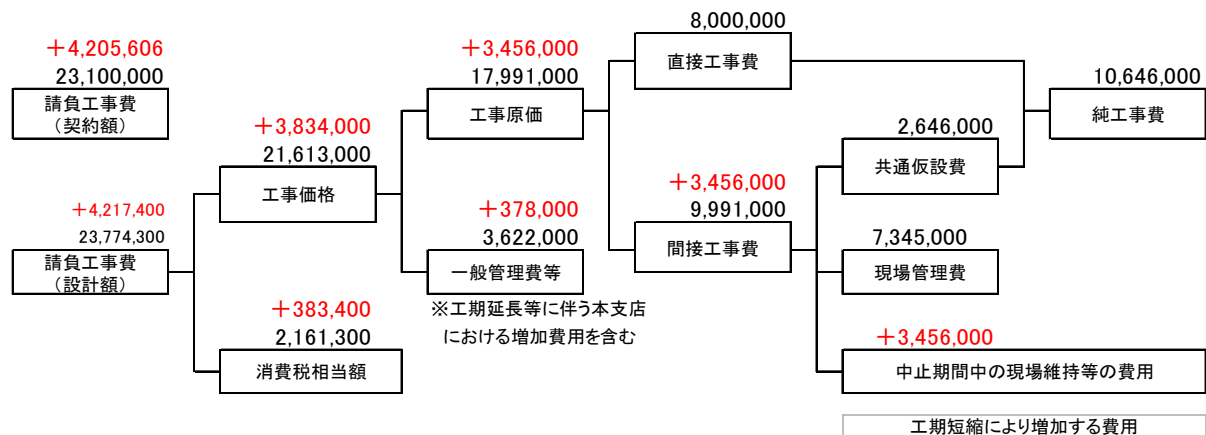 ＋4,205,606
23,100,000
請負工事費
（契約額）
＋4,217,400
23,774,300
請負工事費
（設計額）
＋3,834,000
21,613,000
工事価格
＋383,400
2,161,300
消費税相当額
＋3,456,000
17,991,000
工事原価
＋378,000
3,622,000
一般管理費等
※工期延長等に伴う本支店
における増加費用を含む
8,000,000
直接工事費
＋3,456,000
9,991,000
間接工事費
2,646,000
共通仮設費
7,345,000
現場管理費
＋3,456,000
中止期間中の現場維持等の費用
工期短縮により増加する費用
10,646,000
純工事費